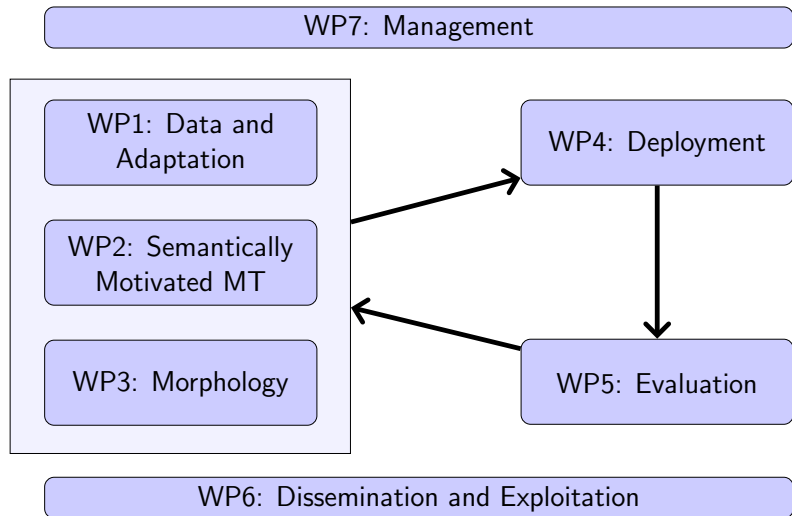 WP7: Management
WP1: Data and
Adaptation
WP2: Semantically
Motivated MT
WP3: Morphology
WP4: Deployment
WP5: Evaluation
WP6: Dissemination and Exploitation